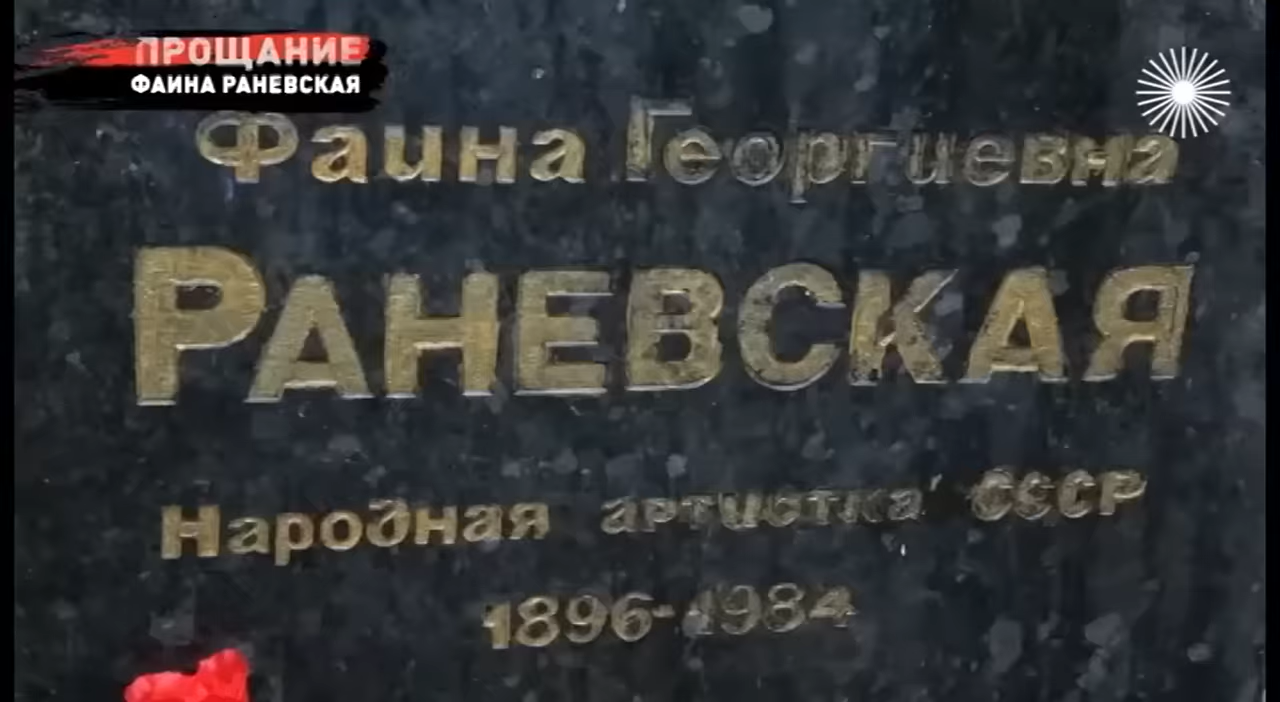 ПРОЩАНИЕ
ФАИНА РАНЕВСКАЯ
Фаина Георгиевна
РАНЕВСКАЯ
Народная артистка СССР
1896-1984